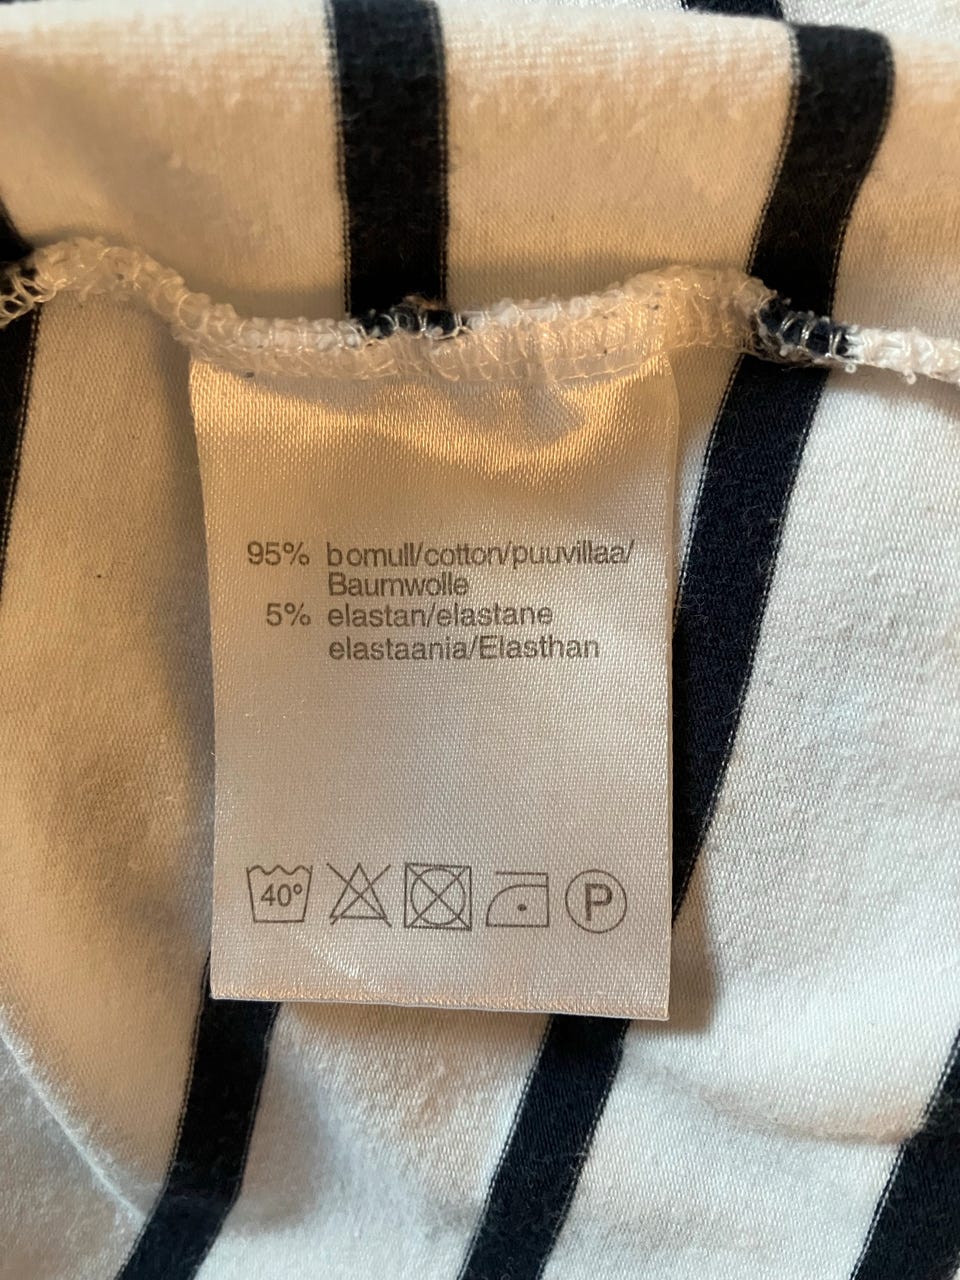 95% bomull/cotton/puuvillaa/
Baumwolle
5% elastan/elastane
elastaania/Elasthan
40°
P